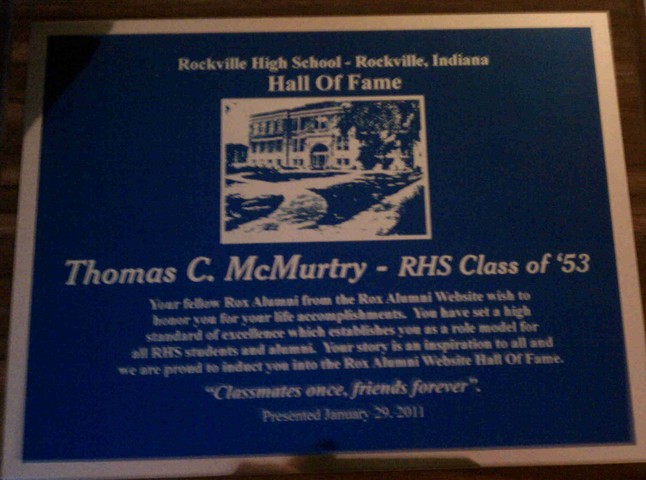 Rockville High School - Rockville, Indiana
Hall Of Fame
Thomas C. McMurtry - RHS Class of '53
Your fellow Rox Alumni from the Rox Alumni Website wish to
honor you for your life accomplishments. You have set a high
standard of excellence which establishes you as a role model for
all RHS students and alumni. Your story is an inspiration to all and
we are proud to induct you into the Rox Alumni Website Hall Of Fame.
"Classmates once, friends forever".
Presented January 29, 2011